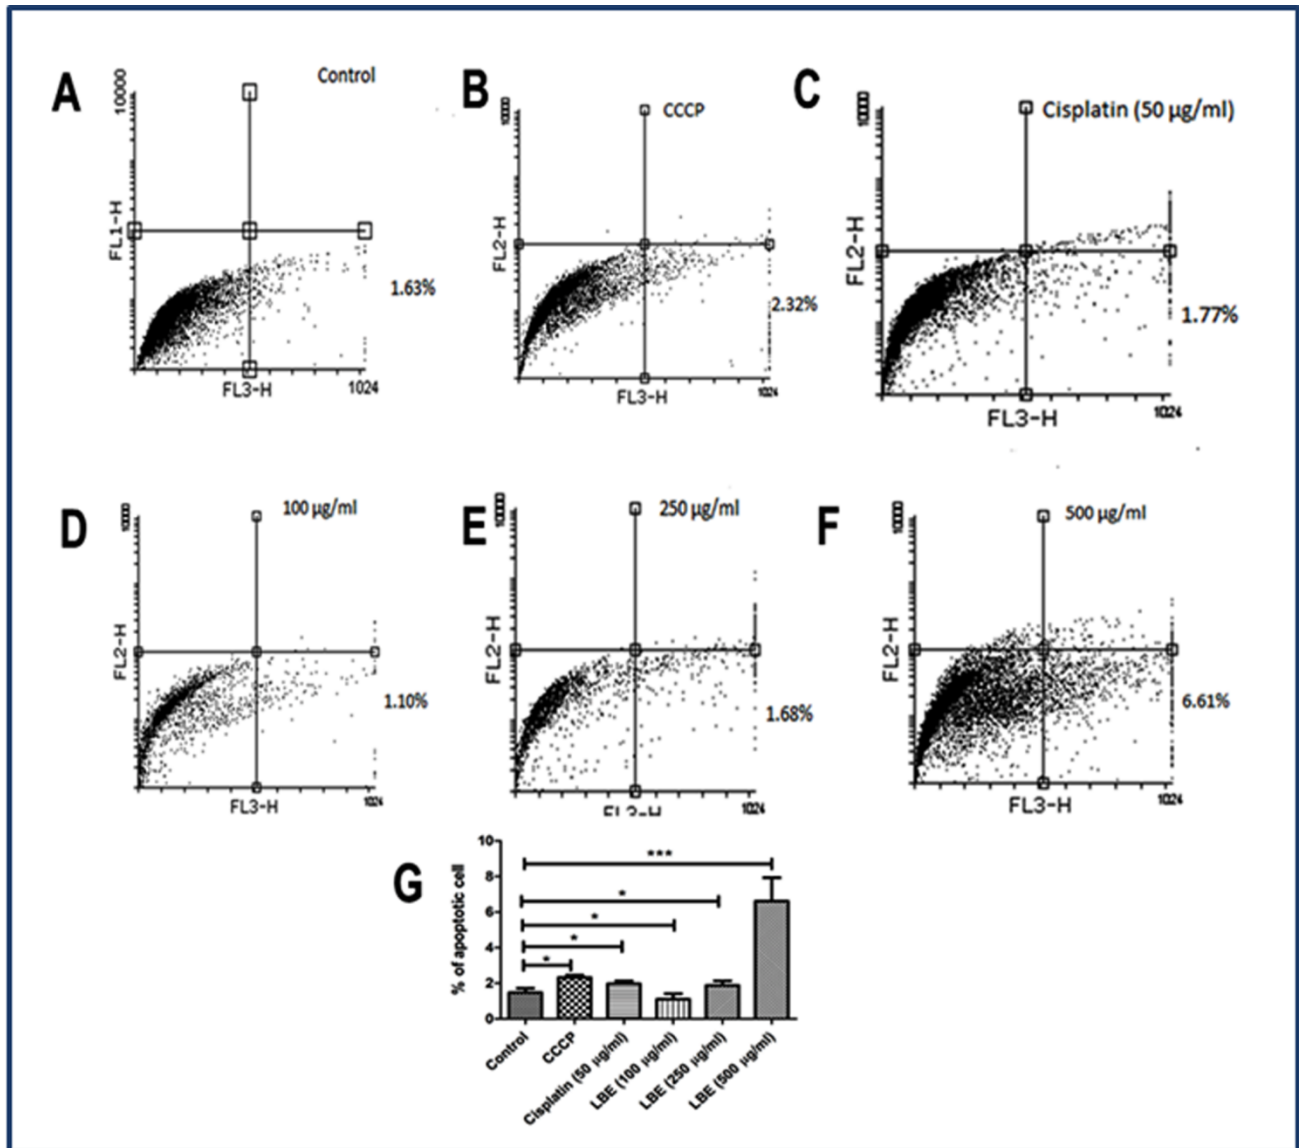 A
Control
10000
FL1-H
1.63%
FL3-H
1024
B
CCCP
FL2-H
2.32%
FL3-H
1024
C
Cisplatin (50 µg/ml)
FL2-H
1.77%
FL3-H
1024
D
100 µg/ml
FL2-H
1.10%
FL3-H
1024
E
250 µg/ml
FL2-H
1.68%
1024
F
500 µg/ml
FL2-H
6.61%
FL3-H
1024
G
% of apoptotic cell
10
8
6
4
2
0
***
*
*
*
*
Control
CCCP
Cisplatin (50 µg/ml)
LBE (100 µg/ml)
LBE (250 µg/ml)
LBE (500 µg/ml)